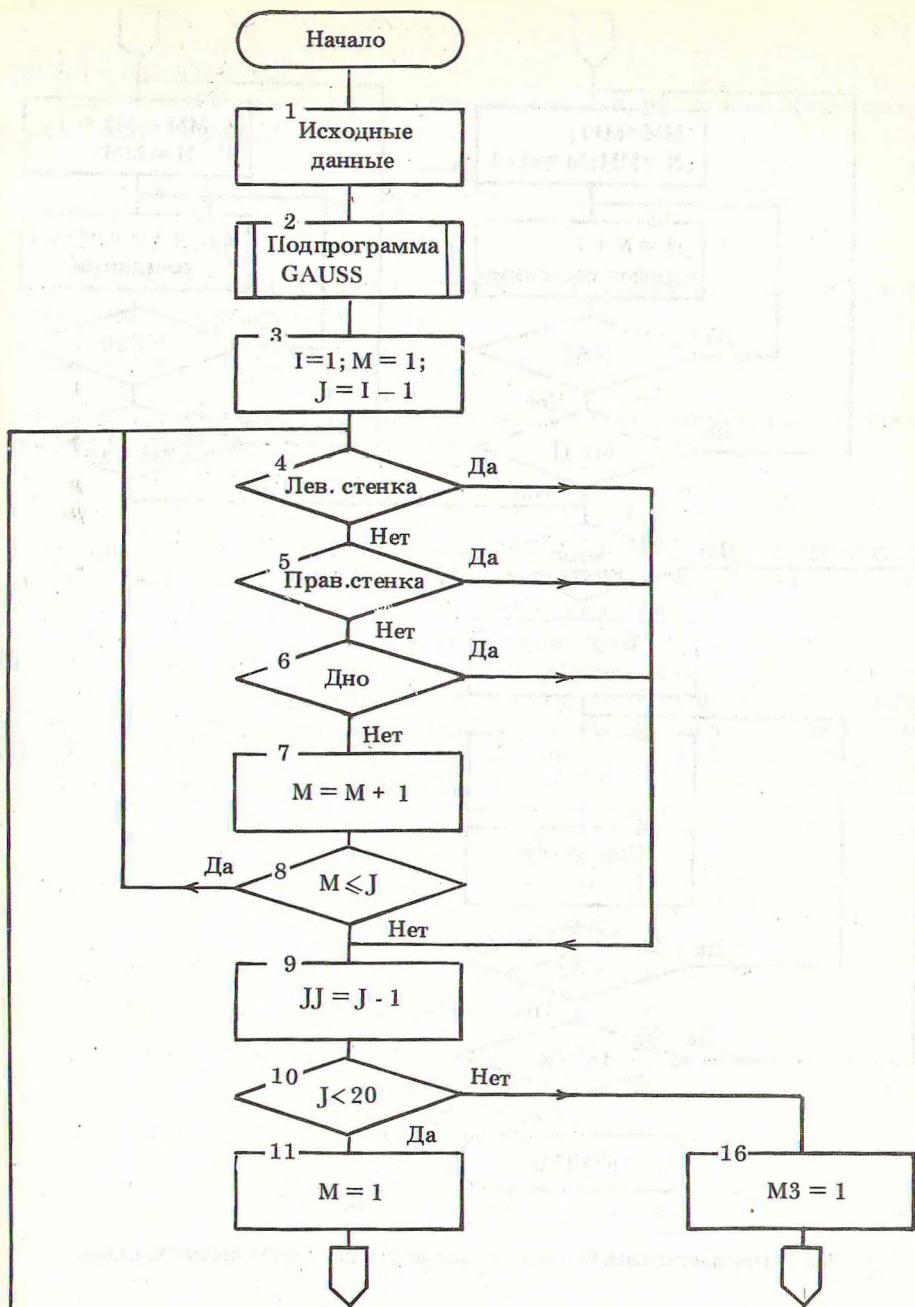 Начало
1
Исходные
данные
2
Подпрограмма
GAUSS
3
I=1; M = 1;
J = I – 1
4
Лев. стенка
Да
Нет
5
Прав.стенка
Да
Нет
6
Дно
Да
Нет
7
M = M + 1
8
M ⩽ J
Да
Нет
9
JJ = J - 1
10
J < 20
Нет
Да
11
M = 1
16
M3 = 1